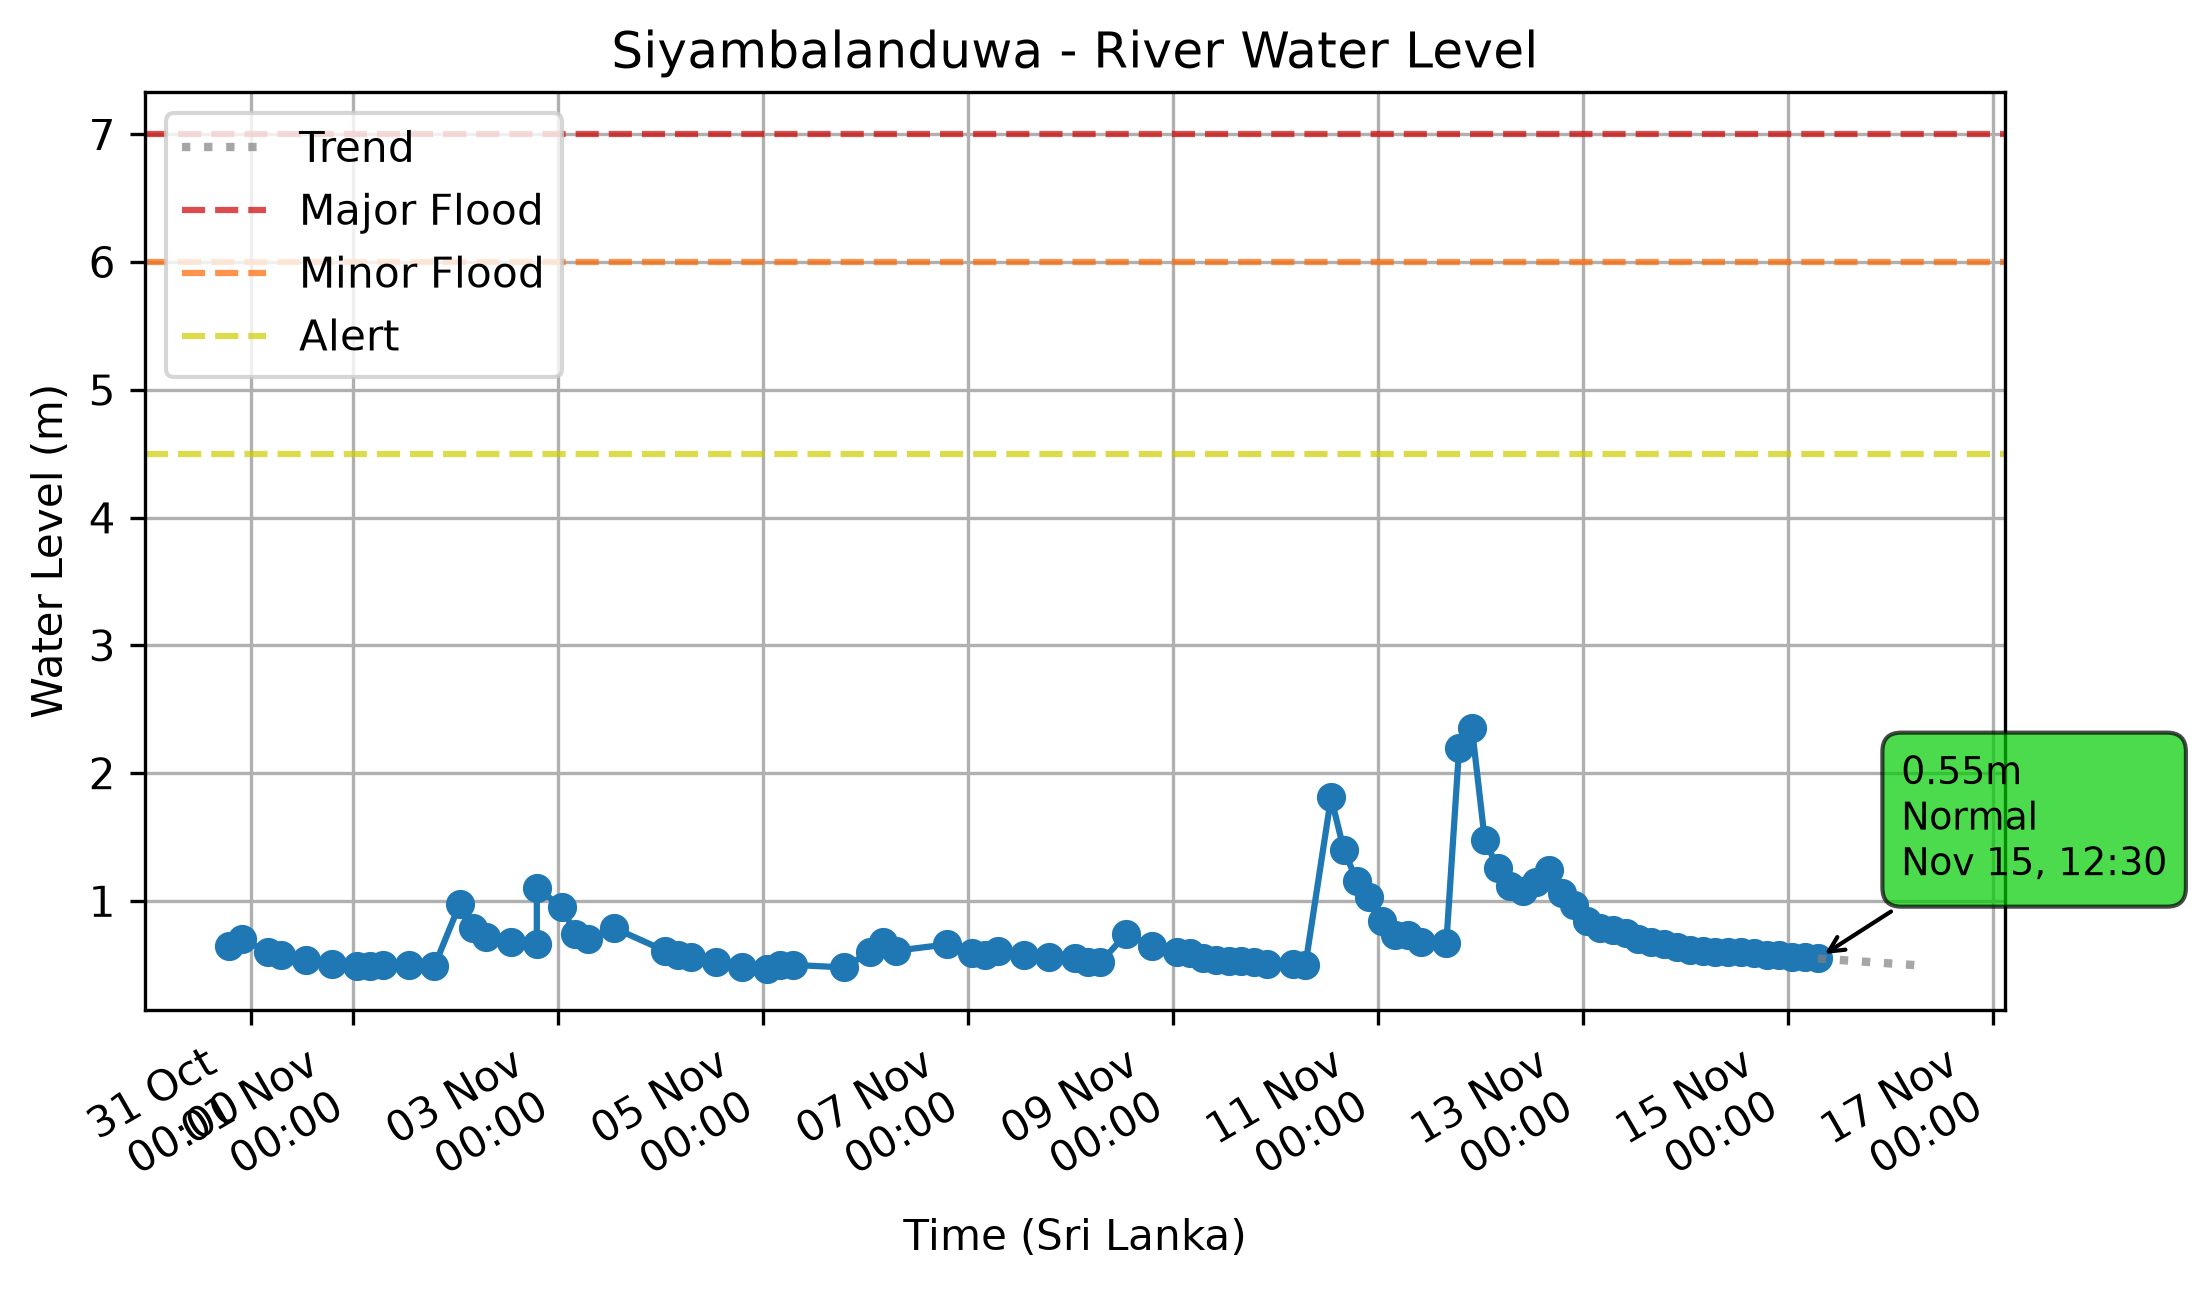 Siyambalanduwa - River Water Level
Trend
Major Flood
Minor Flood
Alert
7
6
5
4
3
2
1
Water Level (m)
0.55m
Normal
Nov 15, 12:30
31 Oct
00:00
01 Nov
00:00
03 Nov
00:00
05 Nov
00:00
07 Nov
00:00
09 Nov
00:00
11 Nov
00:00
13 Nov
00:00
15 Nov
00:00
17 Nov
00:00
Time (Sri Lanka)